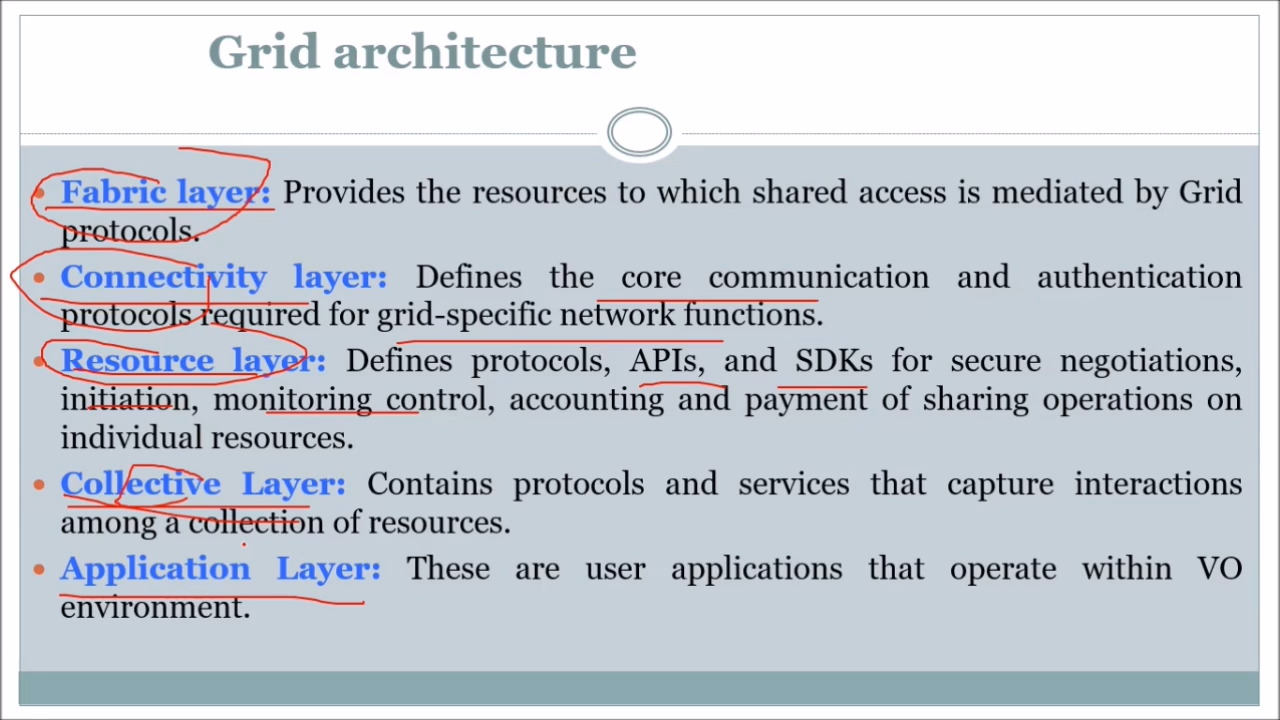 Grid architecture
• Fabric layer: Provides the resources to which shared access is mediated by Grid
protocols.
• Connectivity layer: Defines the core communication and authentication
protocols required for grid-specific network functions.
• Resource layer: Defines protocols, APIs, and SDKs for secure negotiations,
initiation, monitoring control, accounting and payment of sharing operations on
individual resources.
• Collective Layer: Contains protocols and services that capture interactions
among a collection of resources.
• Application Layer: These are user applications that operate within VO
environment.